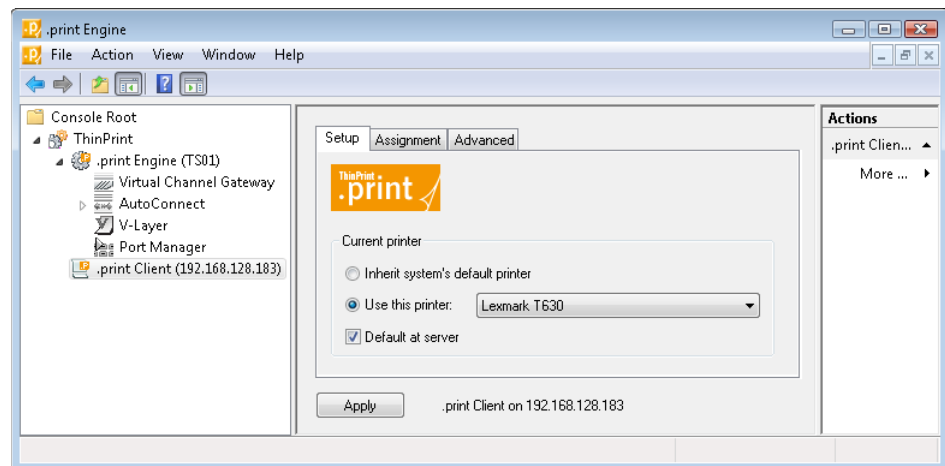 .print Engine
File Action View Window Help
Console Root
ThinPrint
.print Engine (TS01)
Virtual Channel Gateway
AutoConnect
V-Layer
Port Manager
.print Client (192.168.128.183)
Setup Assignment Advanced
ThinPrint
.print
Current printer
Inherit system's default printer
Use this printer: Lexmark T630
Default at server
Apply .print Client on 192.168.128.183
Actions
.print Clien...
More ...